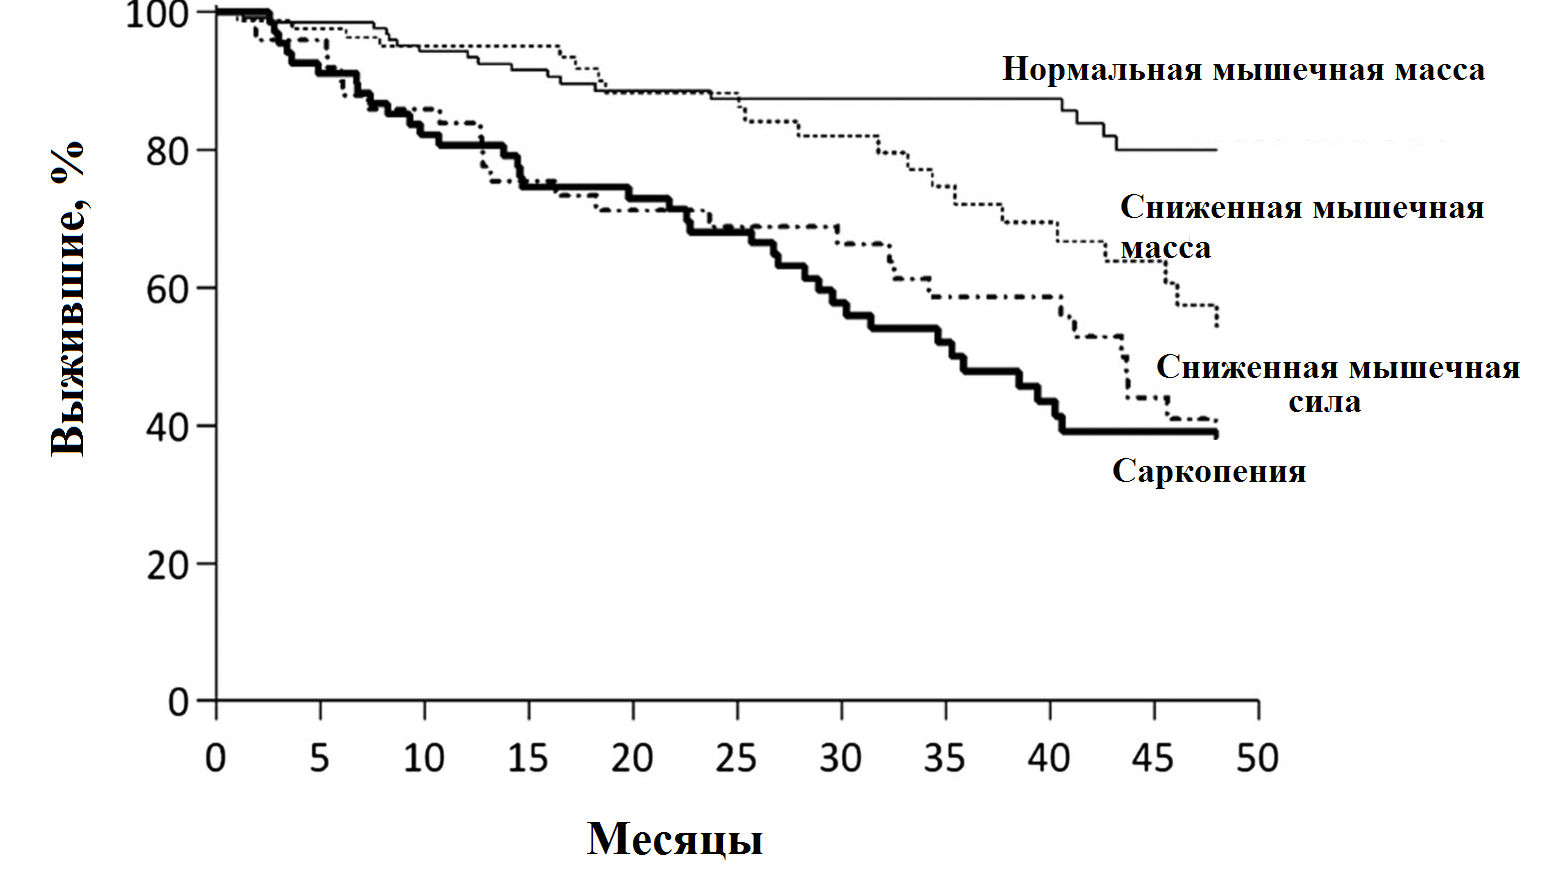 100
80
60
40
20
0
Выжившие, %
Нормальная мышечная масса
Сниженная мышечная
масса
Сниженная мышечная
сила
Саркопения
0 5 10 15 20 25 30 35 40 45 50
Месяцы